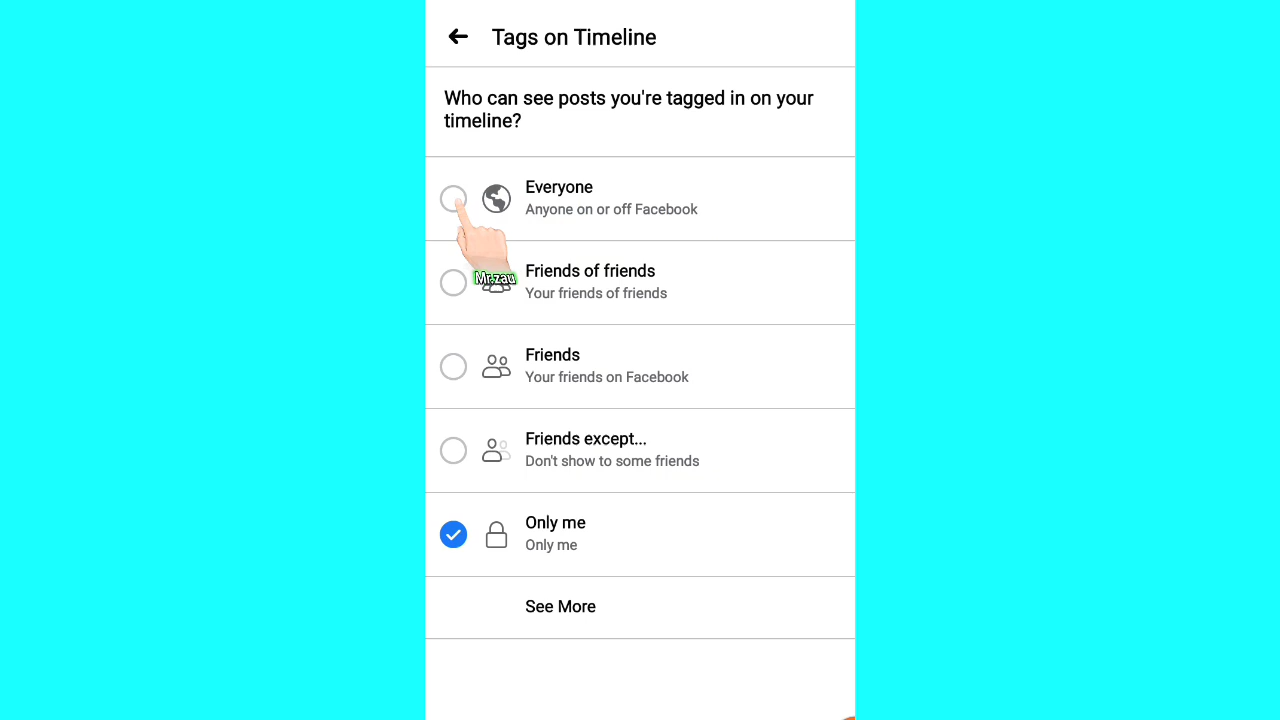 Tags on Timeline
Who can see posts you're tagged in on your
timeline?
Everyone
Anyone on or off Facebook
Mr.zau
Friends of friends
Your friends of friends
Friends
Your friends on Facebook
Friends except...
Don't show to some friends
Only me
Only me
See More